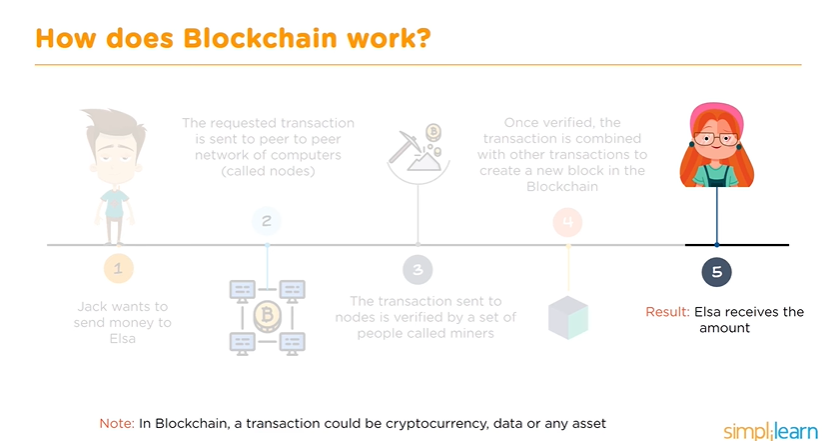 How does Blockchain work?
The requested transaction
is sent to peer to peer
network of computers
(called nodes)
Once verified, the
transaction is combined
with other transactions to
create a new block in the
Blockchain
2
4
1
3
5
Jack wants to
send money to
Elsa
The transaction sent to
nodes is verified by a set of
people called miners
Result: Elsa receives the
amount
Note: In Blockchain, a transaction could be cryptocurrency, data or any asset
simplilearn